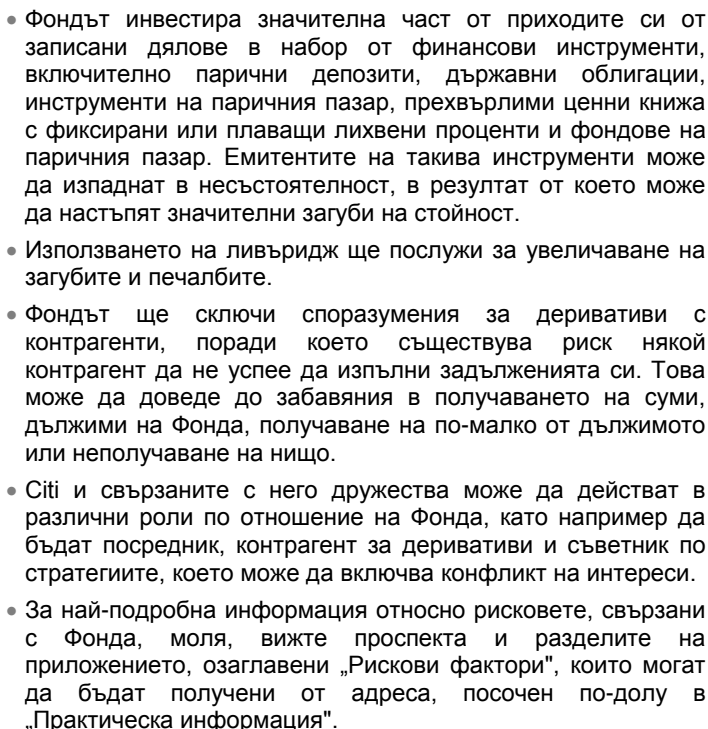 • Фондът инвестира значителна част от приходите си от
записани дялове в набор от финансови инструменти,
включително парични депозити, държавни облигации,
инструменти на паричния пазар, прехвърлими ценни книжа
с фиксирани или плаващи лихвени проценти и фондове на
паричния пазар. Емитентите на такива инструменти може
да изпаднат в несъстоятелност, в резултат от което може
да настъпят значителни загуби на стойност.
• Използването на ливъридж ще послужи за увеличаване на
загубите и печалбите.
• Фондът ще сключи споразумения за деривативи с
контрагенти, поради което съществува риск някой
контрагент да не успее да изпълни задълженията си. Това
може да доведе до забавяния в получаването на суми,
дължими на Фонда, получаване на по-малко от дължимото
или неполучаване на нищо.
• Citi и свързаните с него дружества може да действат в
различни роли по отношение на Фонда, като например да
бъдат посредник, контрагент за деривативи и съветник по
стратегиите, което може да включва конфликт на интереси.
• За най-подробна информация относно рисковете, свързани
с Фонда, моля, вижте проспекта и разделите на
приложението, озаглавени „Рискови фактори", които могат
да бъдат получени от адреса, посочен по-долу в
„Практическа информация".